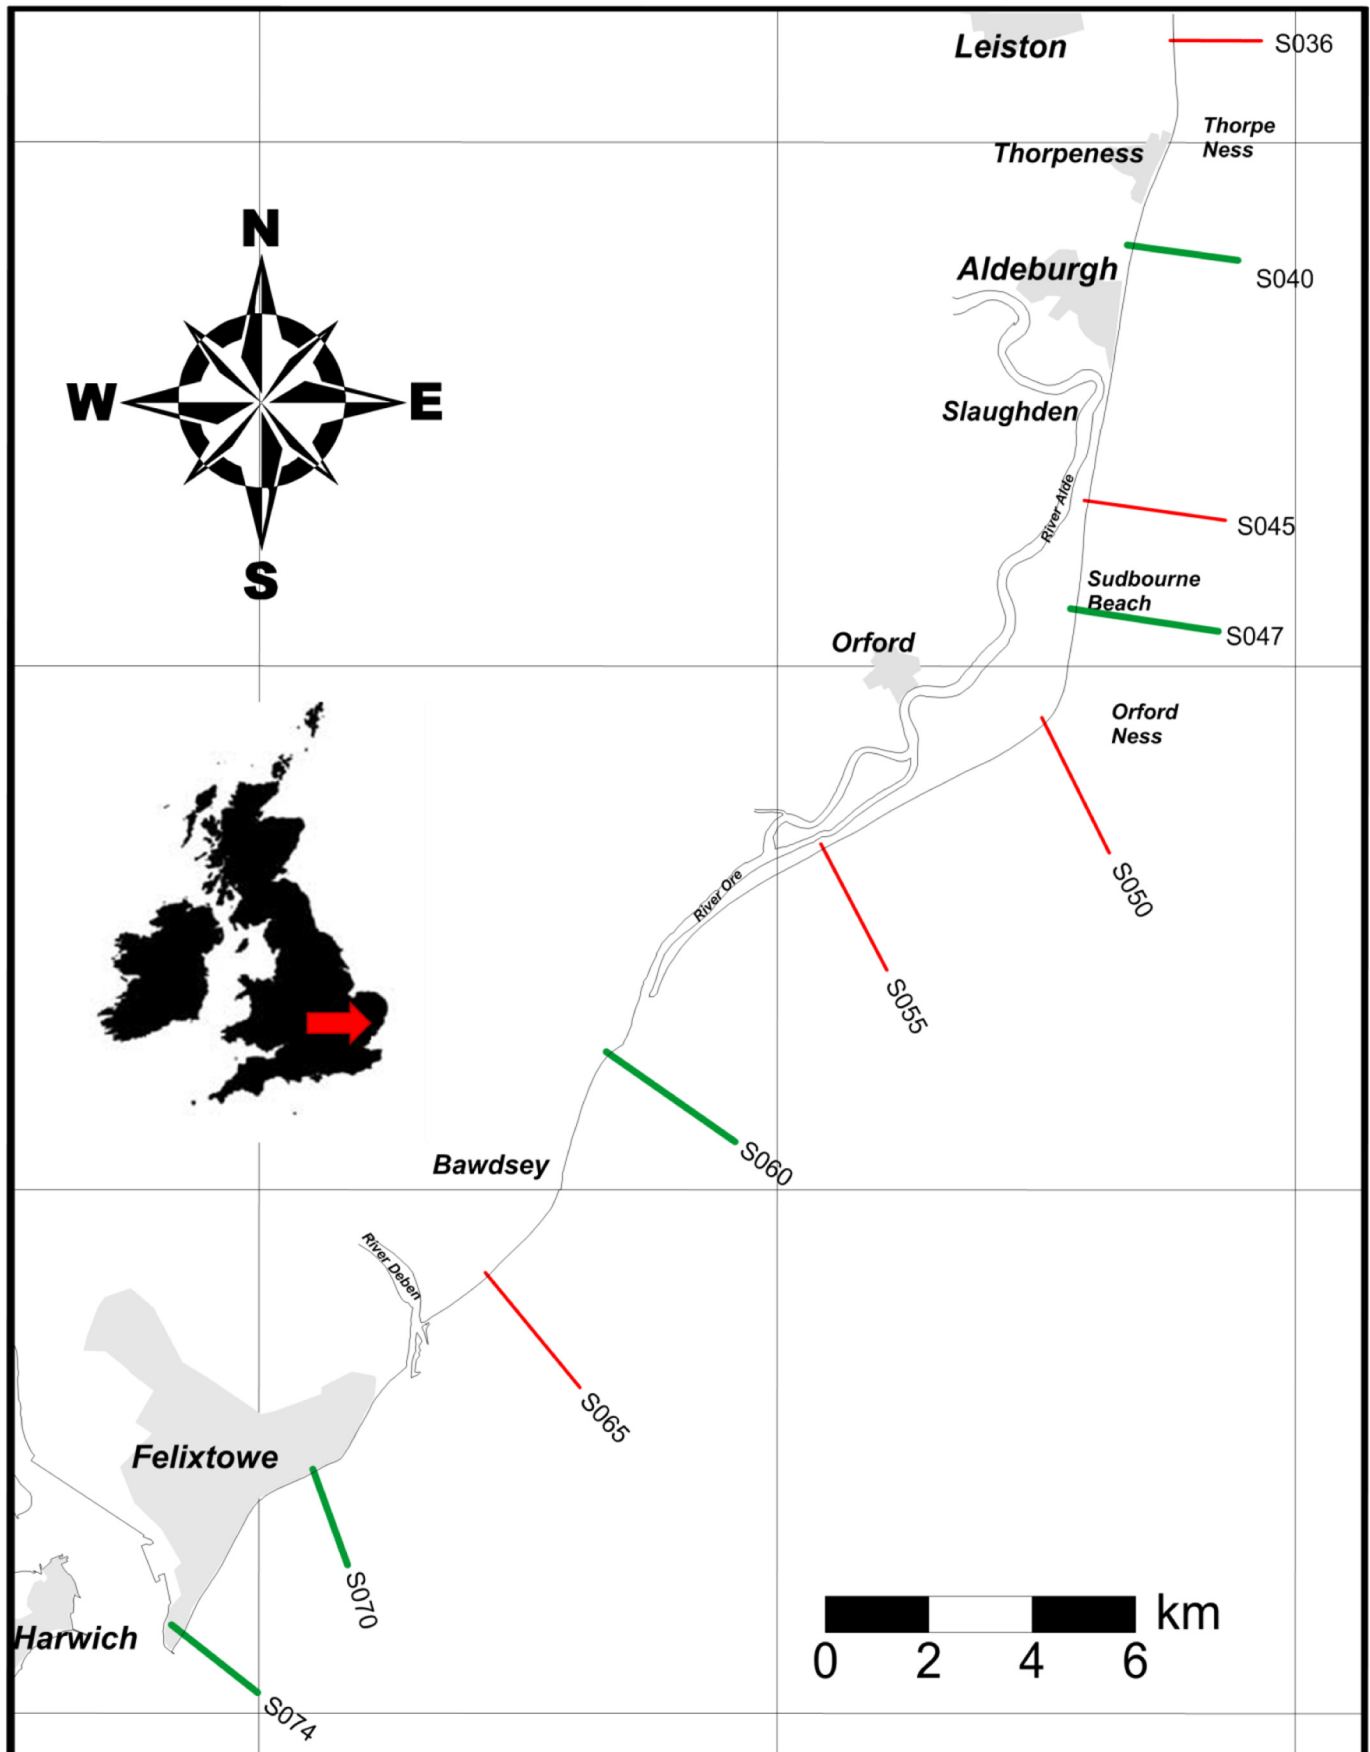 Leiston
S036
Thorpe
Ness
Thorpeness
N
Aldeburgh
S040
W
E
Slaughden
River Alde
S045
S
Sudbourne
Beach
S047
Orford
Orford
Ness
S050
River Ore
S055
S060
Bawdsey
River Deben
S065
Felixtowe
S070
km
Harwich
0 2 4 6
S074